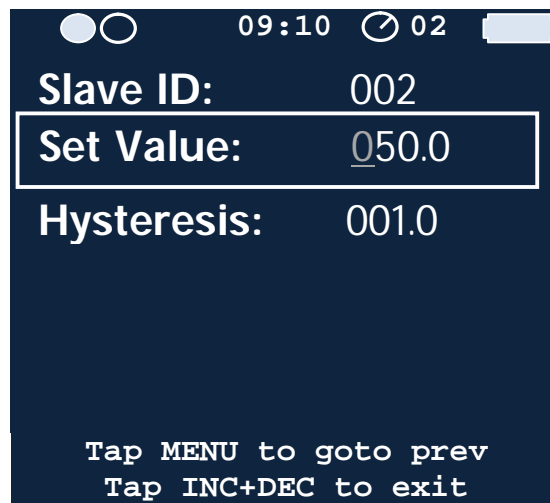 09:10 02
Slave ID: 002
Set Value: 050.0
Hysteresis: 001.0
Tap MENU to goto prev
Tap INC+DEC to exit